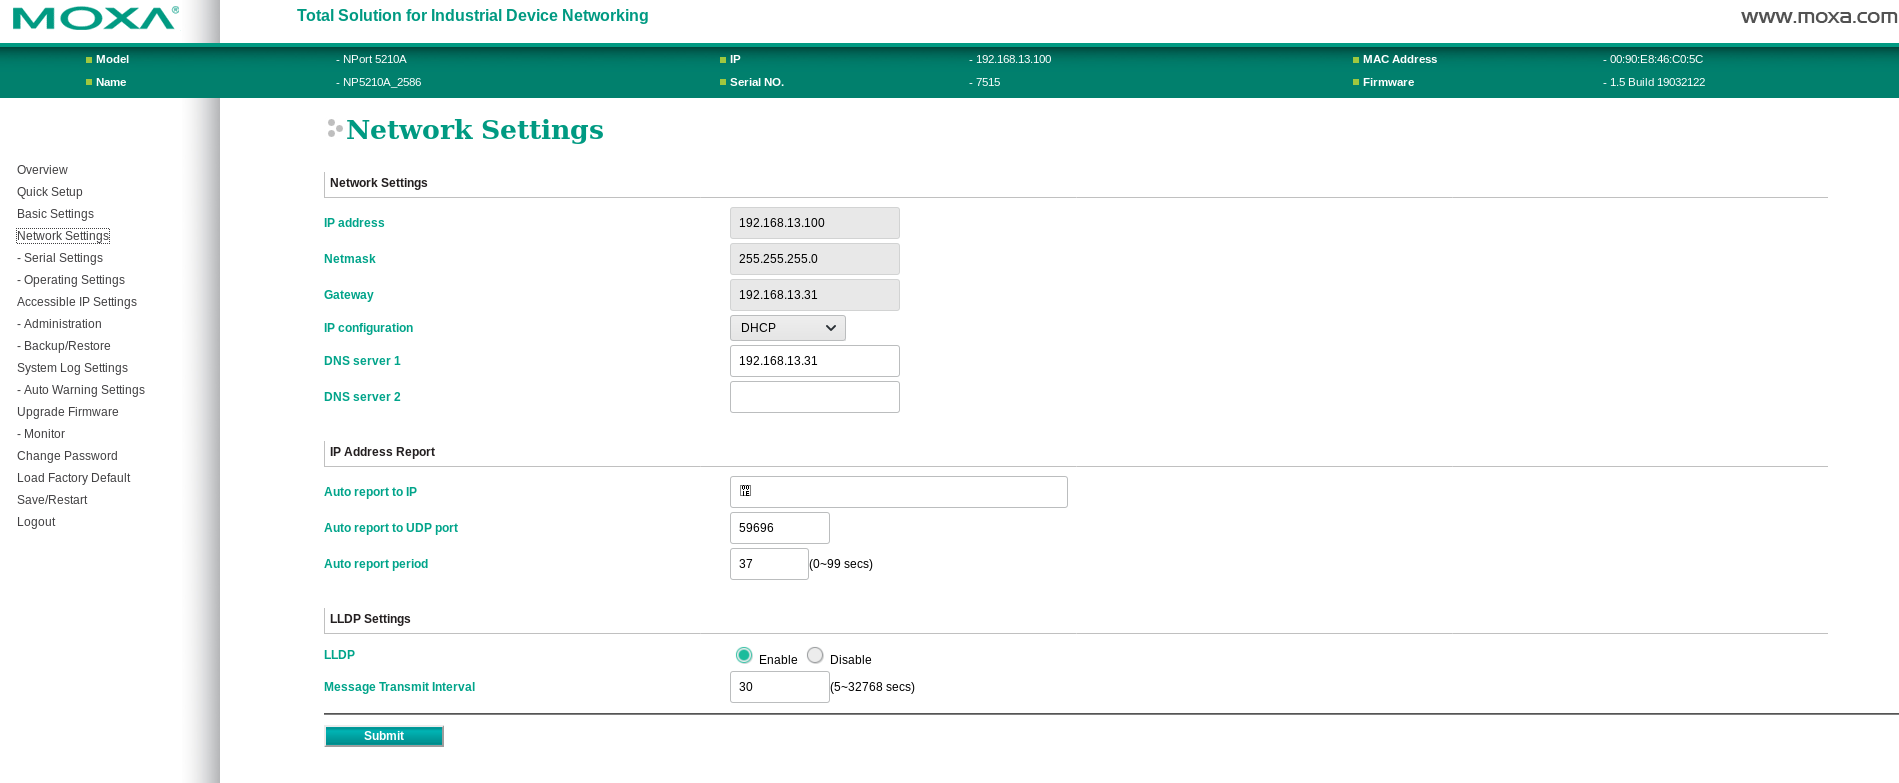 MOXA® Total Solution for Industrial Device Networking www.moxa.com
Model - NPort 5210A IP - 192.168.13.100 MAC Address - 00:90:E8:46:C0:5C
Name - NP5210A_2586 Serial NO. - 7515 Firmware - 1.5 Build 19032122
Overview
Quick Setup
Basic Settings
Network Settings
- Serial Settings
- Operating Settings
Accessible IP Settings
- Administration
- Backup/Restore
System Log Settings
- Auto Warning Settings
Upgrade Firmware
- Monitor
Change Password
Load Factory Default
Save/Restart
Logout
Network Settings
Network Settings
IP address 192.168.13.100
Netmask 255.255.255.0
Gateway 192.168.13.31
IP configuration DHCP
DNS server 1 192.168.13.31
DNS server 2
IP Address Report
Auto report to IP
Auto report to UDP port 59696
Auto report period 37 (0~99 secs)
LLDP Settings
LLDP Enable Disable
Message Transmit Interval 30 (5~32768 secs)
Submit